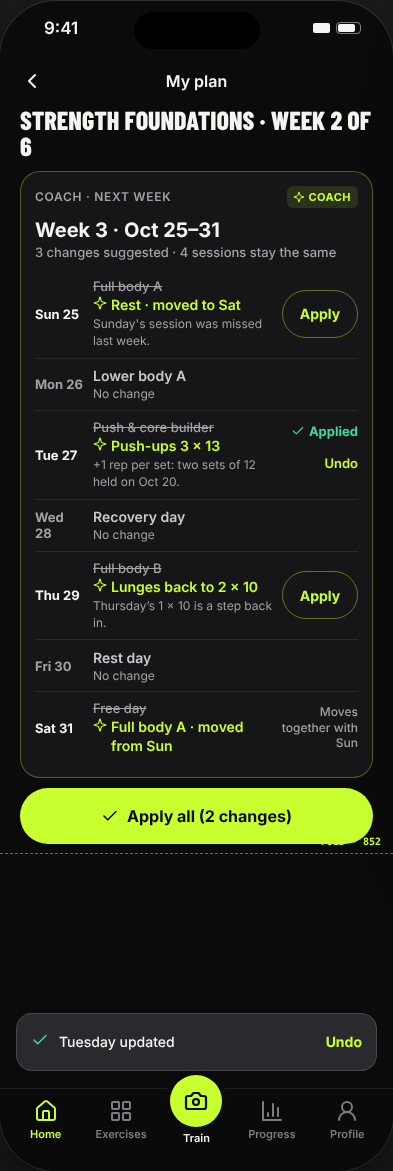 9:41
My plan
STRENGTH FOUNDATIONS · WEEK 2 OF
6
COACH · NEXT WEEK
COACH
Week 3 · Oct 25–31
3 changes suggested · 4 sessions stay the same
Sun 25
Full body A
Rest · moved to Sat
Sunday's session was missed
last week.
Apply
Mon 26
Lower body A
No change
Tue 27
Push & core builder
Push-ups 3 × 13
+1 rep per set: two sets of 12
held on Oct 20.
Applied
Undo
Wed
28
Recovery day
No change
Thu 29
Full body B
Lunges back to 2 × 10
Thursday's 1 × 10 is a step back
in.
Apply
Fri 30
Rest day
No change
Sat 31
Free day
Full body A · moved
from Sun
Moves
together with
Sun
Apply all (2 changes)
852
Tuesday updated
Undo
Home
Exercises
Train
Progress
Profile